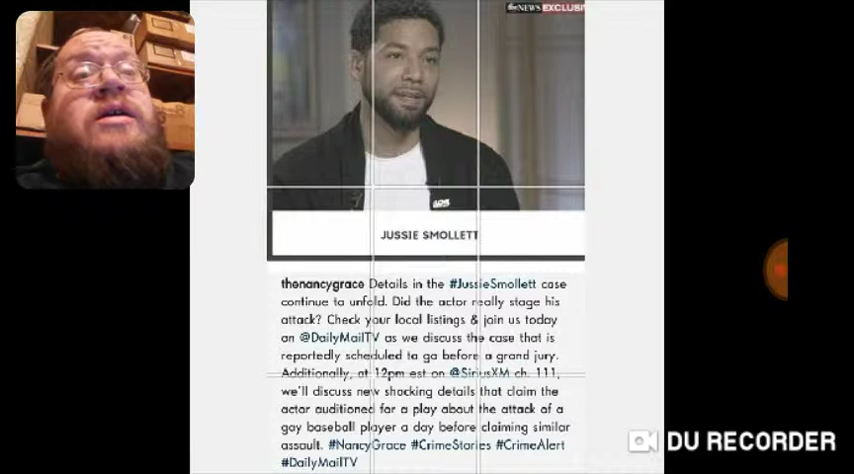 abcNEWS EXCLUSIV
JUSSIE SMOLLETT
thenancygrace Details in the #JussieSmollett case
continue to unfold. Did the actor really stage his
attack? Check your local listings & join us today
on @DailyMailTV as we discuss the case that is
reportedly scheduled to go before a grand jury.
Additionally, at 12pm est on @SiriusXM ch. 111,
we'll discuss new shocking details that claim the
actor auditioned for a play about the attack of a
gay baseball player a day before claiming similar
assault. #NancyGrace #CrimeStories #CrimeAlert
#DailyMailTV
DU RECORDER